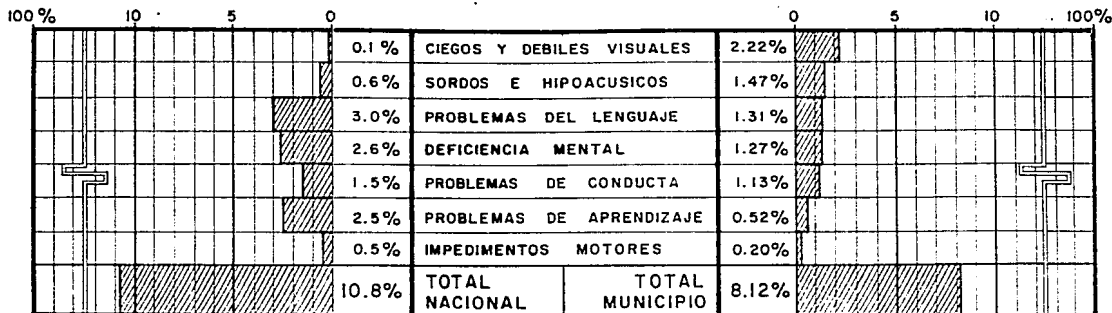 100% 10 5 0 0 5 10 100%
0.1% CIEGOS Y DEBILES VISUALES 2.22%
0.6% SORDOS E HIPOACUSICOS 1.47%
3.0% PROBLEMAS DEL LENGUAJE 1.31%
2.6% DEFICIENCIA MENTAL 1.27%
1.5% PROBLEMAS DE CONDUCTA 1.13%
2.5% PROBLEMAS DE APRENDIZAJE 0.52%
0.5% IMPEDIMENTOS MOTORES 0.20%
10.8% TOTAL NACIONAL TOTAL MUNICIPIO 8.12%